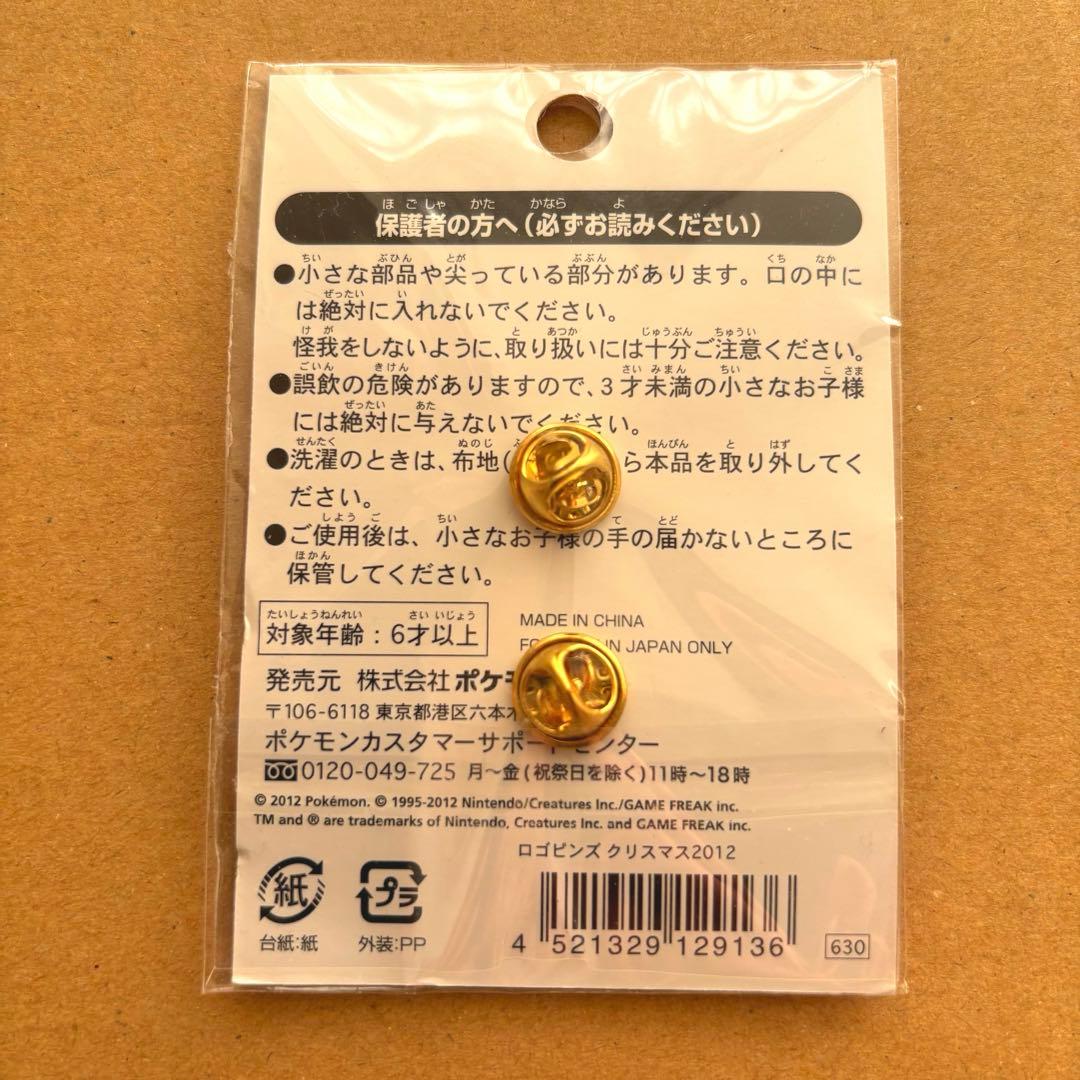 保護者の方へ(必ずお読みください)
●小さな部品や尖っている部分があります。口の中に
は絶対に入れないでください。
怪我をしないように、取り扱いには十分ご注意ください。
●誤飲の危険がありますので、3才未満の小さなお子様
には絶対に与えないでください。
●洗濯のときは、布地( ら本品を取り外してく
ださい。
●ご使用後は、小さなお子様の手の届かないところに
保管してください。
対象年齢:6才以上
MADE IN CHINA
IN JAPAN ONLY
発売元 株式会社ポケモ
〒106-6118 東京都港区六本木
ポケモンカスタマーサポートセンター
0120-049-725 月〜金(祝祭日を除く)11時〜18時
© 2012 Pokémon. © 1995-2012 Nintendo/Creatures Inc./GAME FREAK inc.
TM and ® are trademarks of Nintendo, Creatures Inc. and GAME FREAK inc.
ロゴピンズ クリスマス2012
紙
プラ
台紙:紙
外装:PP
4 521329 129136
630